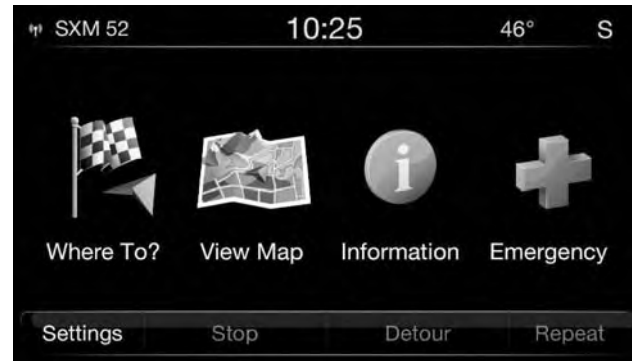 SXM 52 10:25 46° S
Where To? View Map Information Emergency
Settings Stop Detour Repeat